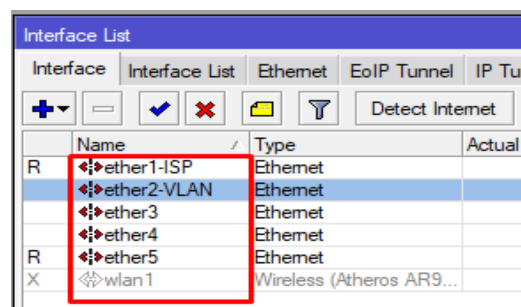 Interface List
Interface Interface List Ethernet EoIP Tunnel IP Tu
Detect Internet
Name Type Actual
R ether1-ISP Ethernet
ether2-VLAN Ethernet
ether3 Ethernet
ether4 Ethernet
R ether5 Ethernet
X wlan1 Wireless (Atheros AR9...